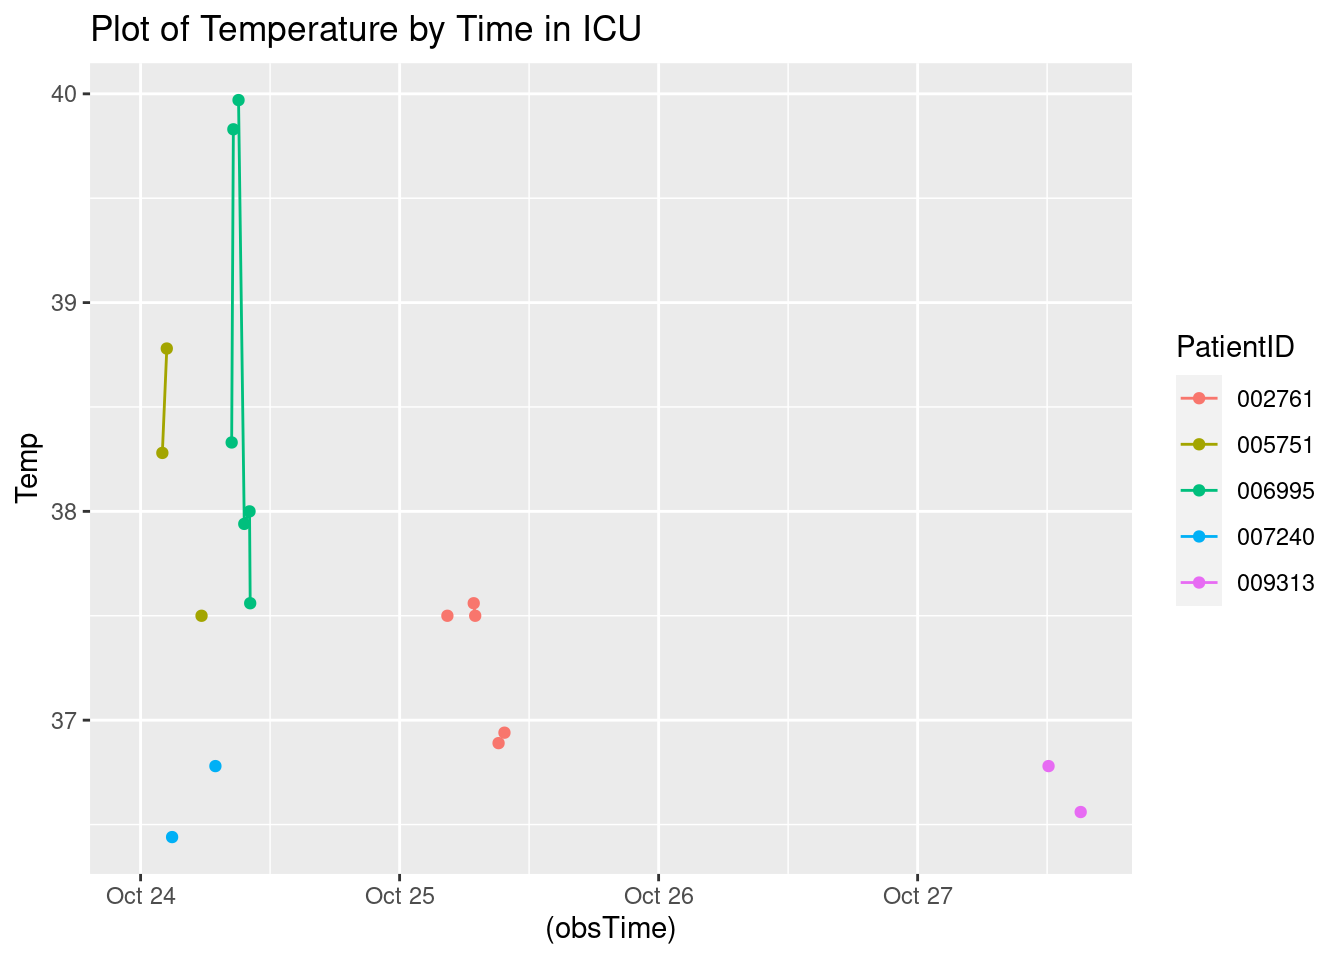 Plot of Temperature by Time in ICU
40
39
38
37
Temp
Oct 24
Oct 25
Oct 26
Oct 27
(obsTime)
PatientID
002761
005751
006995
007240
009313